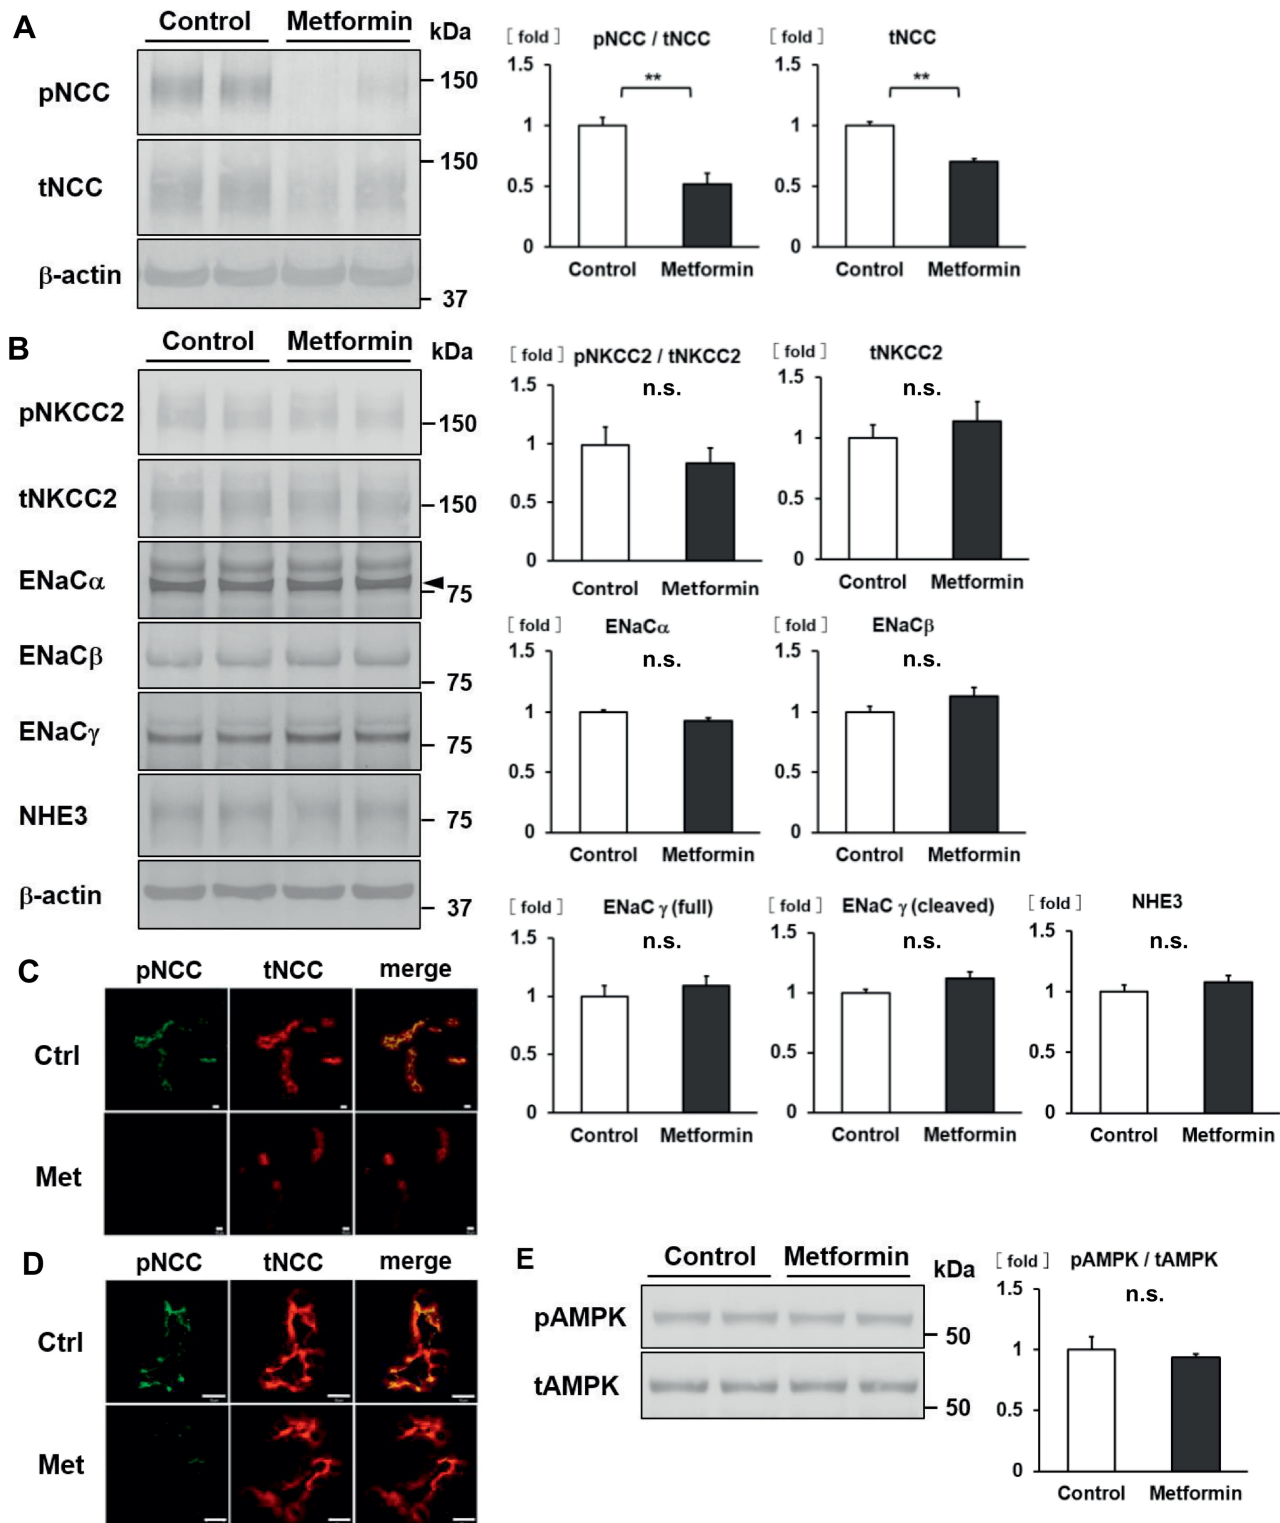 A
Control Metformin kDa
pNCC
150
tNCC
150
β-actin
37
[ fold ] pNCC / tNCC
1.5
**
1
0.5
0
Control Metformin
[ fold ] tNCC
1.5
**
1
0.5
0
Control Metformin
B
Control Metformin kDa
pNKCC2
150
tNKCC2
150
ENaCα
75
ENaCβ
75
ENaCγ
75
NHE3
75
β-actin
37
[ fold ] pNKCC2 / tNKCC2
n.s.
1.5
1
0.5
0
Control Metformin
[ fold ] tNKCC2
n.s.
1.5
1
0.5
0
Control Metformin
[ fold ] ENaCα
n.s.
1.5
1
0.5
0
Control Metformin
[ fold ] ENaCβ
n.s.
1.5
1
0.5
0
Control Metformin
[ fold ] ENaC γ (full)
n.s.
1.5
1
0.5
0
Control Metformin
[ fold ] ENaC γ (cleaved)
n.s.
1.5
1
0.5
0
Control Metformin
[ fold ] NHE3
n.s.
1.5
1
0.5
0
Control Metformin
C
pNCC tNCC merge
Ctrl
Met
D
pNCC tNCC merge
Ctrl
Met
E
Control Metformin kDa
pAMPK
50
tAMPK
50
[ fold ] pAMPK / tAMPK
n.s.
1.5
1
0.5
0
Control Metformin